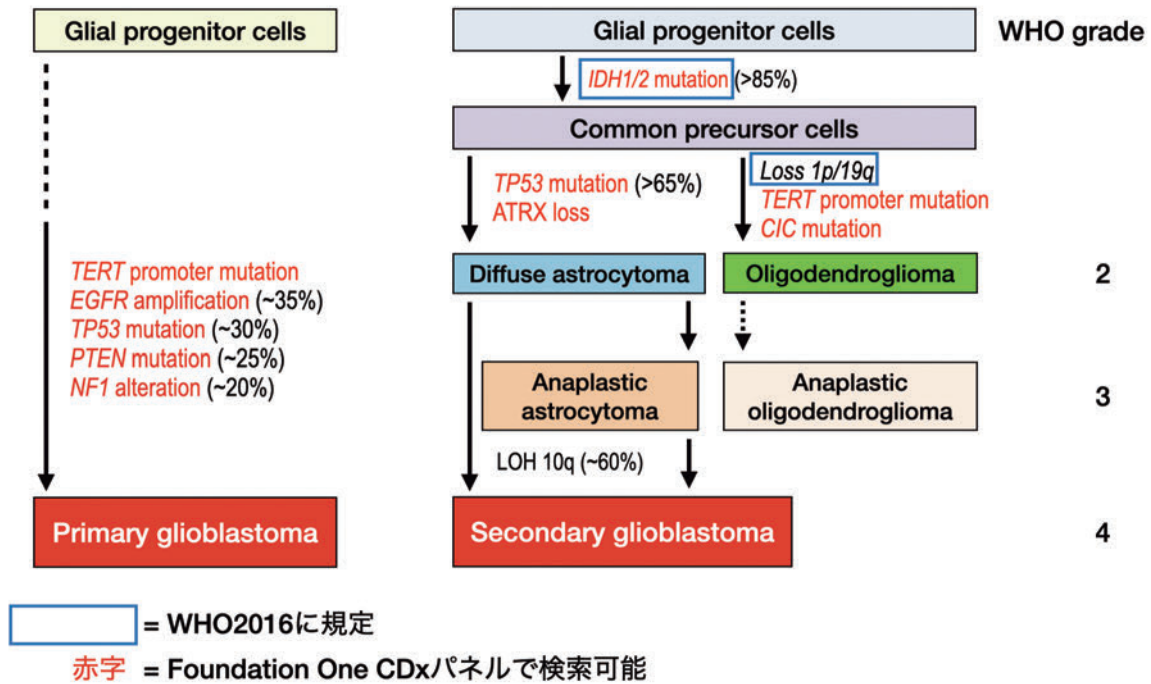 Glial progenitor cells
Glial progenitor cells
WHO grade
IDH1/2 mutation (>85%)
Common precursor cells
TP53 mutation (>65%)
ATRX loss
Loss 1p/19q
TERT promoter mutation
CIC mutation
Diffuse astrocytoma
Oligodendroglioma
2
TERT promoter mutation
EGFR amplification (~35%)
TP53 mutation (~30%)
PTEN mutation (~25%)
NF1 alteration (~20%)
Anaplastic
astrocytoma
Anaplastic
oligodendroglioma
3
LOH 10q (~60%)
Primary glioblastoma
Secondary glioblastoma
4
= WHO2016に規定
赤字 = Foundation One CDxパネルで検索可能